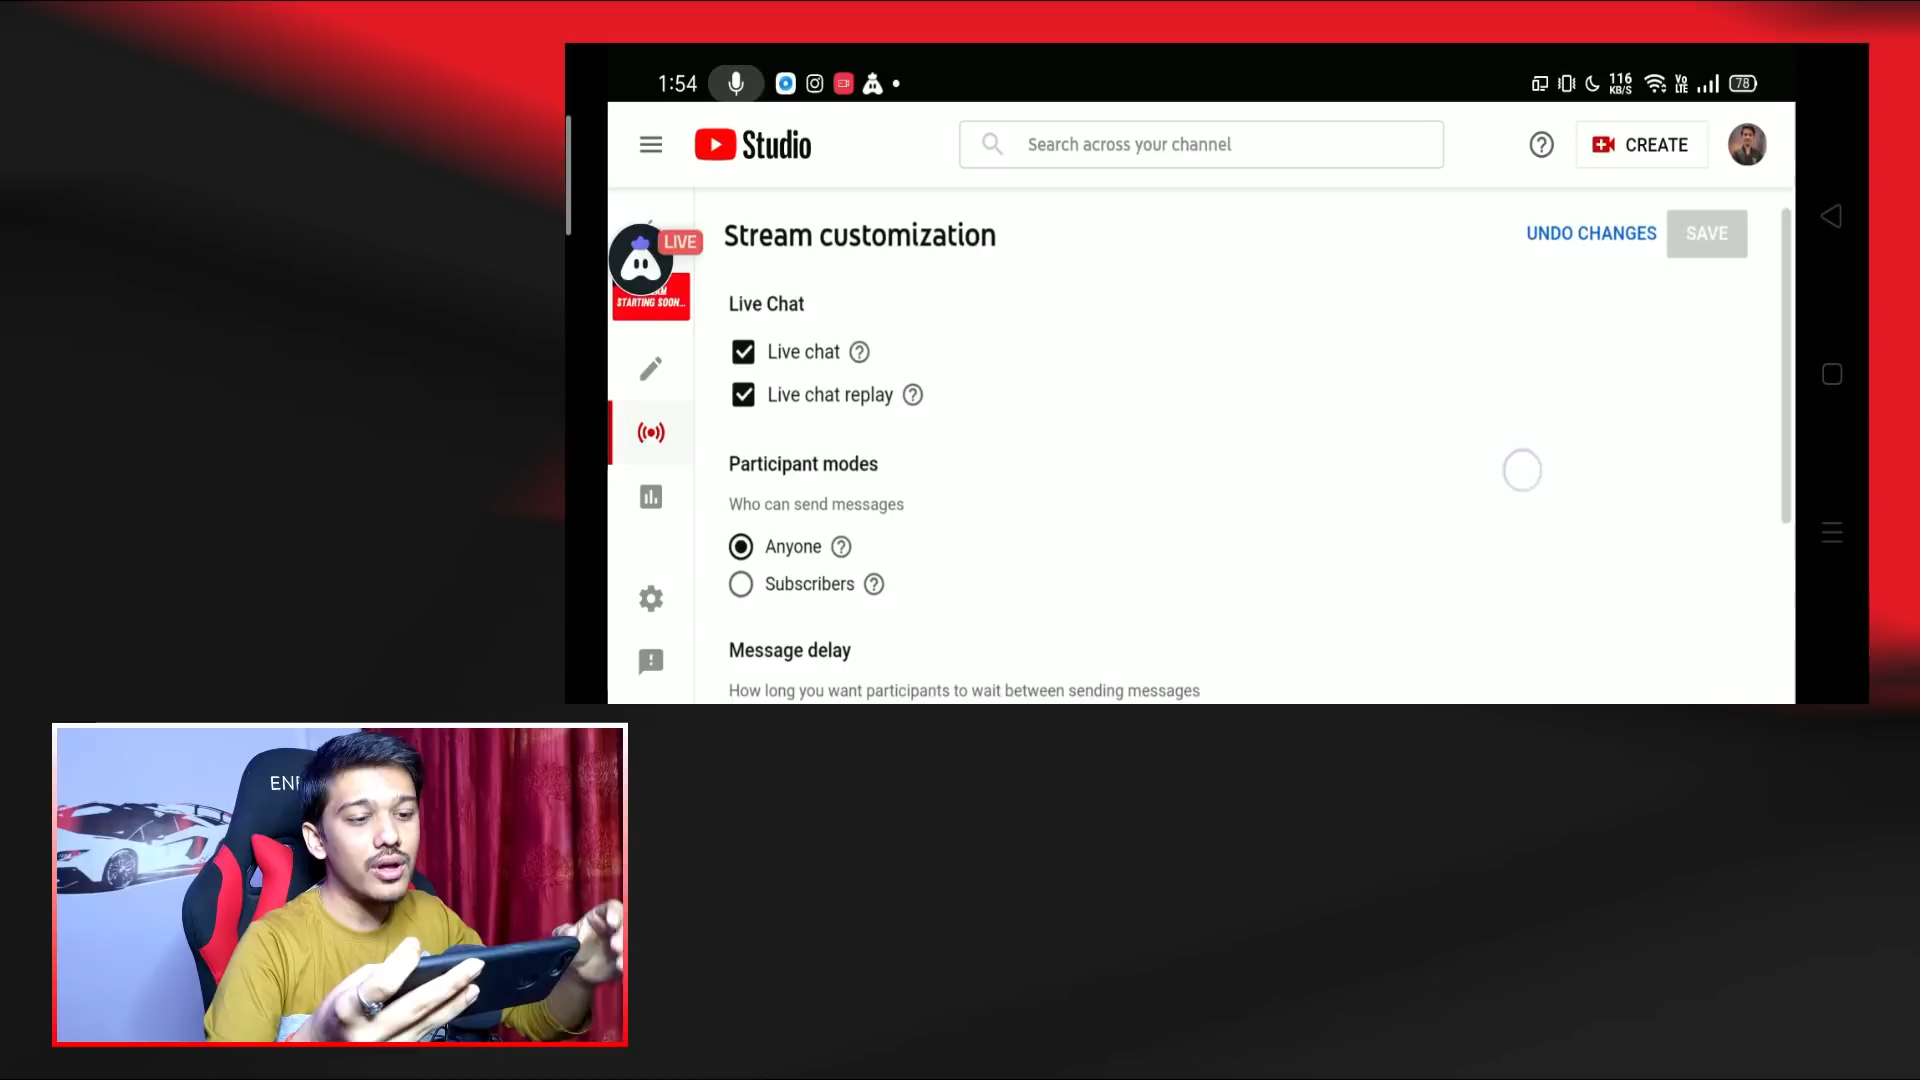 1:54
116
KB/S
Vo
LTE
78
Studio
Search across your channel
CREATE
LIVE
Stream customization
UNDO CHANGES
SAVE
STARTING SOON...
Live Chat
Live chat
Live chat replay
Participant modes
Who can send messages
Anyone
Subscribers
Message delay
How long you want participants to wait between sending messages